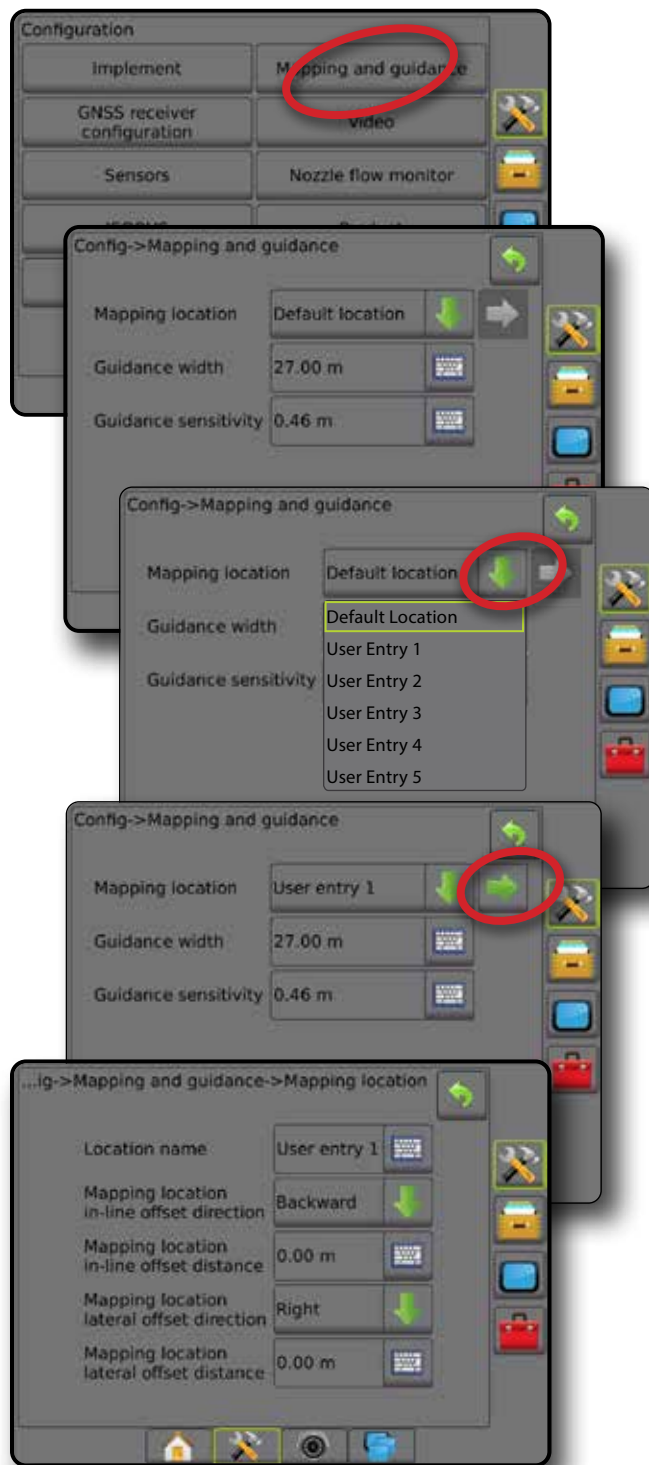 Configuration
Implement
Mapping and guidance
GNSS receiver
configuration
Video
Sensors
Nozzle flow monitor
Config->Mapping and guidance
Mapping location
Default location
Guidance width
27.00 m
Guidance sensitivity
0.46 m
Config->Mapping and guidance
Mapping location
Default location
Guidance width
Guidance sensitivity
Default Location
User Entry 1
User Entry 2
User Entry 3
User Entry 4
User Entry 5
Config->Mapping and guidance
Mapping location
User entry 1
Guidance width
27.00 m
Guidance sensitivity
0.46 m
...ig->Mapping and guidance->Mapping location
Location name
User entry 1
Mapping location
in-line offset direction
Backward
Mapping location
in-line offset distance
0.00 m
Mapping location
lateral offset direction
Right
Mapping location
lateral offset distance
0.00 m